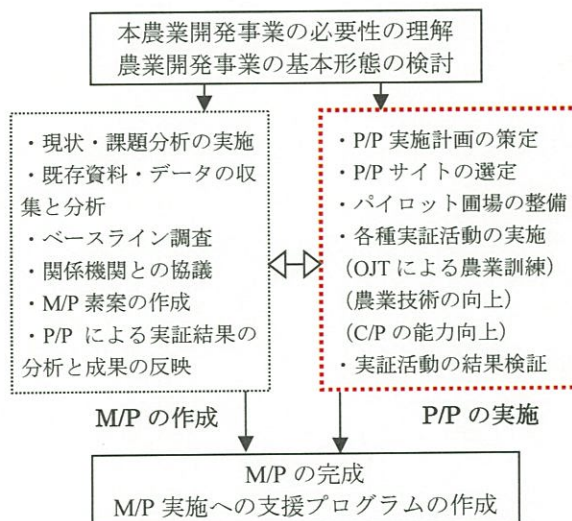 本農業開発事業の必要性の理解
農業開発事業の基本形態の検討
・現状・課題分析の実施
・既存資料・データの収
集と分析
・ベースライン調査
・関係機関との協議
・M/P 素案の作成
・P/P による実証結果の
分析と成果の反映
・P/P 実施計画の策定
・P/P サイトの選定
・パイロット圃場の整備
・各種実証活動の実施
（OJT による農業訓練）
（農業技術の向上）
（C/P の能力向上）
・実証活動の結果検証
M/P の作成
P/P の実施
M/P の完成
M/P 実施への支援プログラムの作成